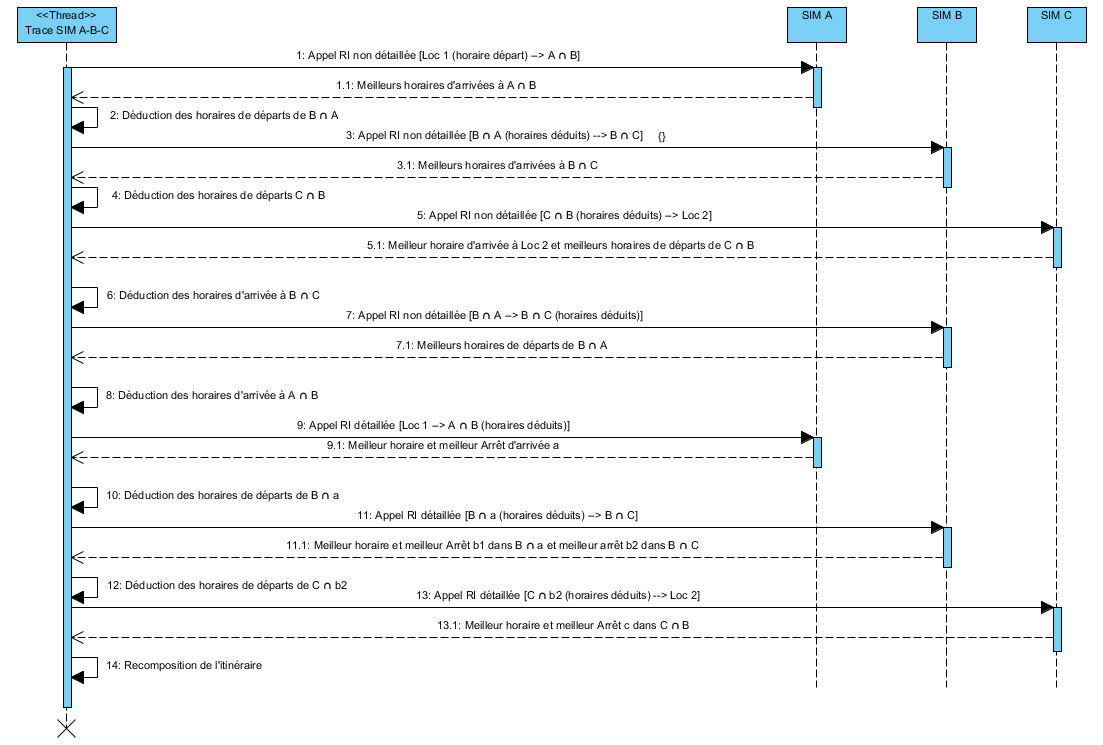 <<Thread>>
Trace SIM A-B-C
SIM A
SIM B
SIM C
1: Appel RI non détaillée [Loc 1 (horaire départ) --> A ∩ B]
1.1: Meilleurs horaires d'arrivées à A ∩ B
2: Déduction des horaires de départs de B ∩ A
3: Appel RI non détaillée [B ∩ A (horaires déduits) --> B ∩ C] {}
3.1: Meilleurs horaires d'arrivées à B ∩ C
4: Déduction des horaires de départs C ∩ B
5: Appel RI non détaillée [C ∩ B (horaires déduits) --> Loc 2]
5.1: Meilleur horaire d'arrivée à Loc 2 et meilleurs horaires de départs de C ∩ B
6: Déduction des horaires d'arrivée à B ∩ C
7: Appel RI non détaillée [B ∩ A --> B ∩ C (horaires déduits)]
7.1: Meilleurs horaires de départs de B ∩ A
8: Déduction des horaires d'arrivée à A ∩ B
9: Appel RI détaillée [Loc 1 --> A ∩ B (horaires déduits)]
9.1: Meilleur horaire et meilleur Arrêt d'arrivée a
10: Déduction des horaires de départs de B ∩ a
11: Appel RI détaillée [B ∩ a (horaires déduits) --> B ∩ C]
11.1: Meilleur horaire et meilleur Arrêt b1 dans B ∩ a et meilleur arrêt b2 dans B ∩ C
12: Déduction des horaires de départs de C ∩ b2
13: Appel RI détaillée [C ∩ b2 (horaires déduits) --> Loc 2]
13.1: Meilleur horaire et meilleur Arrêt c dans C ∩ B
14: Recomposition de l'itinéraire